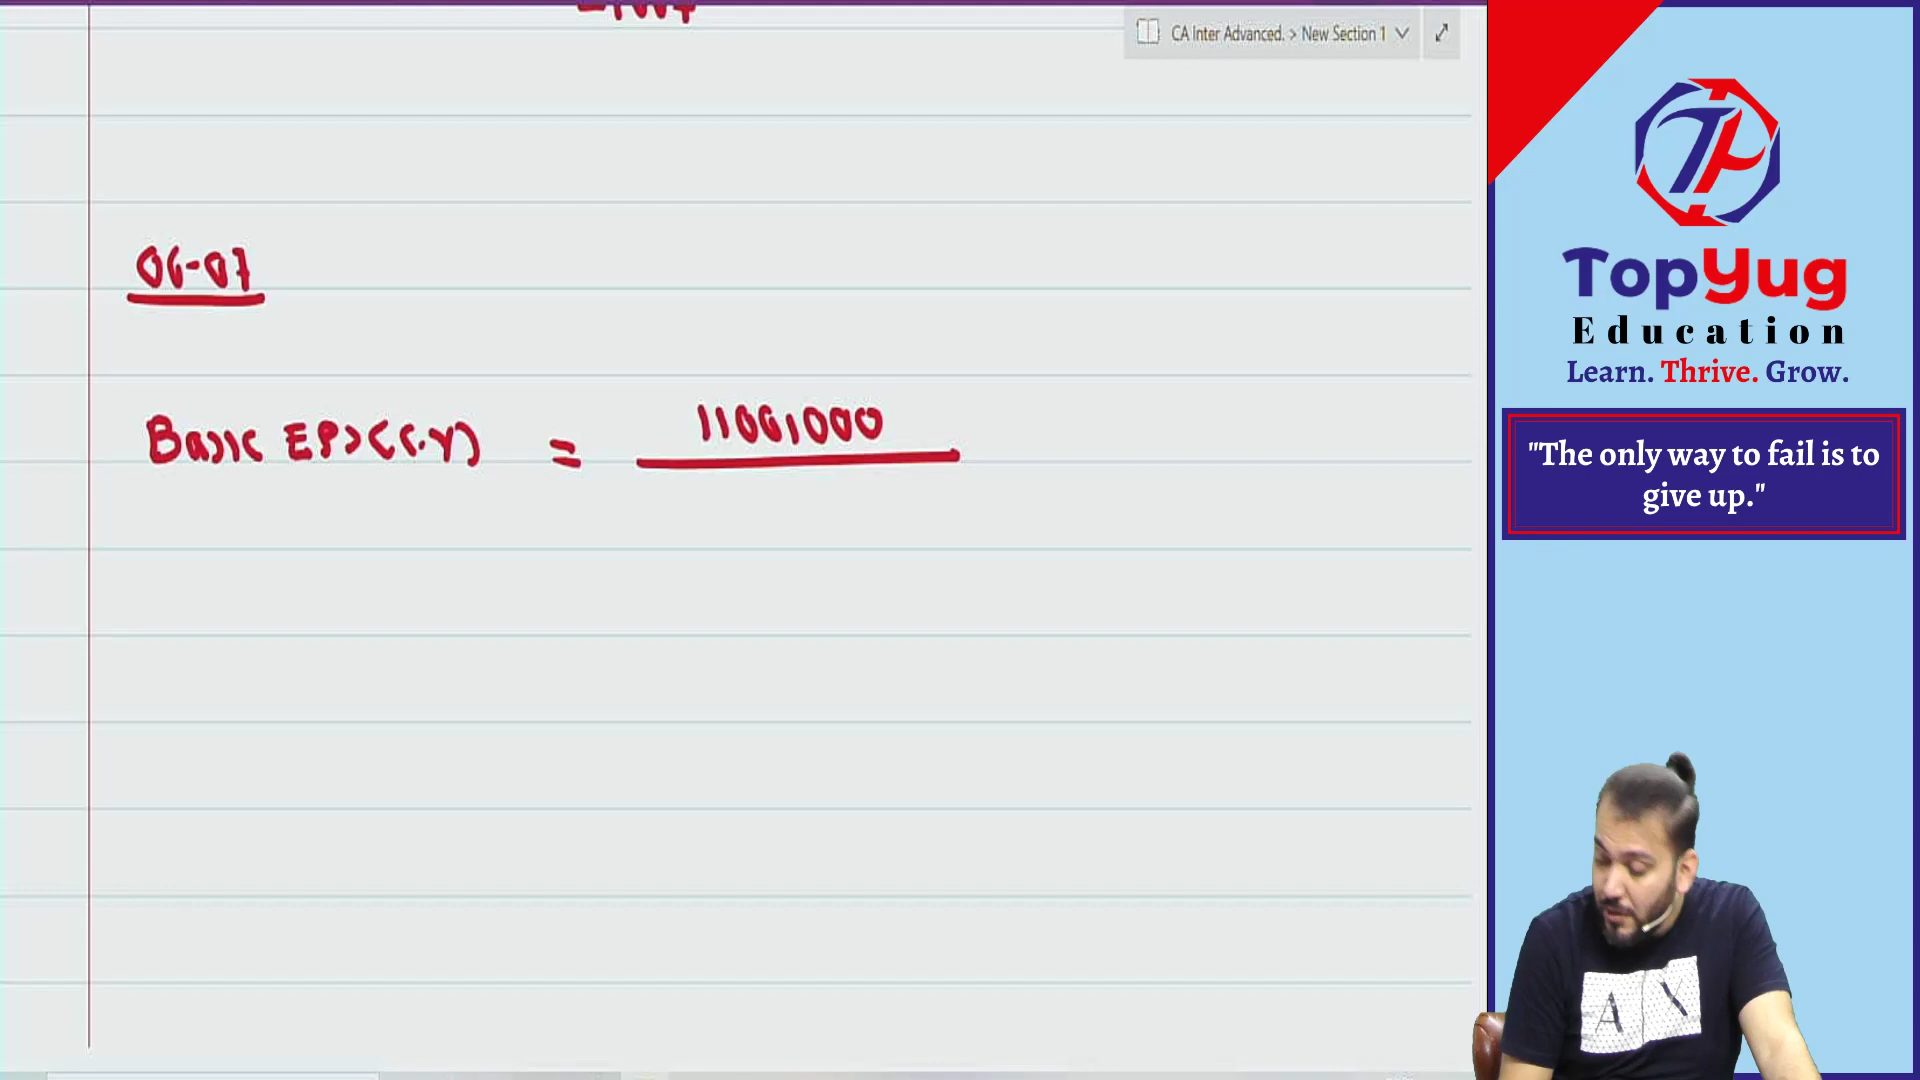 CA Inter Advanced. > New Section 1
06-07
Basic EPS (C.Y) = 11001000
TopYug
Education
Learn. Thrive. Grow.
"The only way to fail is to
give up."
A X